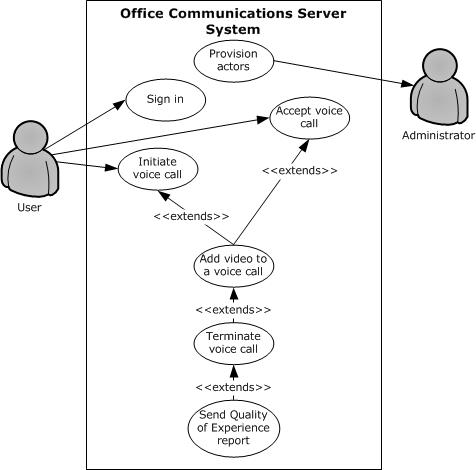 Office Communications Server
System
Provision
actors
Sign in
Accept voice
call
Administrator
Initiate
voice call
<<extends>>
User
<<extends>>
Add video to
a voice call
<<extends>>
Terminate
voice call
<<extends>>
Send Quality
of Experience
report